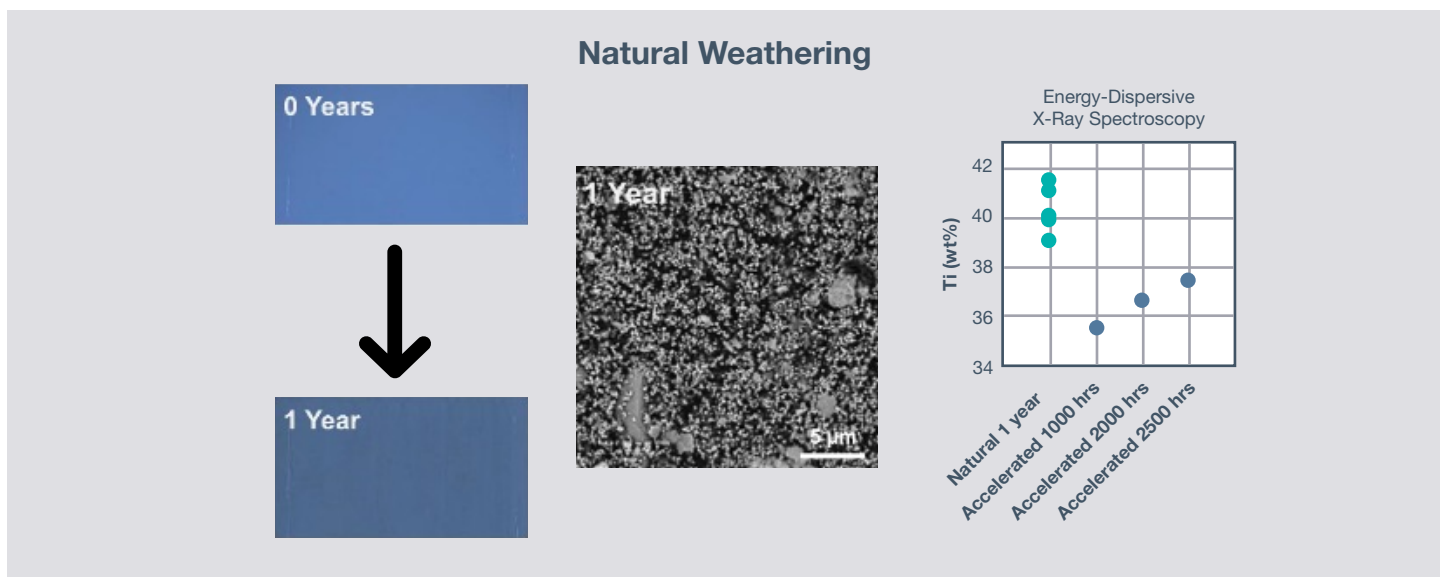 Natural Weathering
0 Years
1 Year
1 Year
5 µm
Energy-Dispersive
X-Ray Spectroscopy
Ti (wt%)
42
40
38
36
34
Natural 1 year
Accelerated 1000 hrs
Accelerated 2000 hrs
Accelerated 2500 hrs